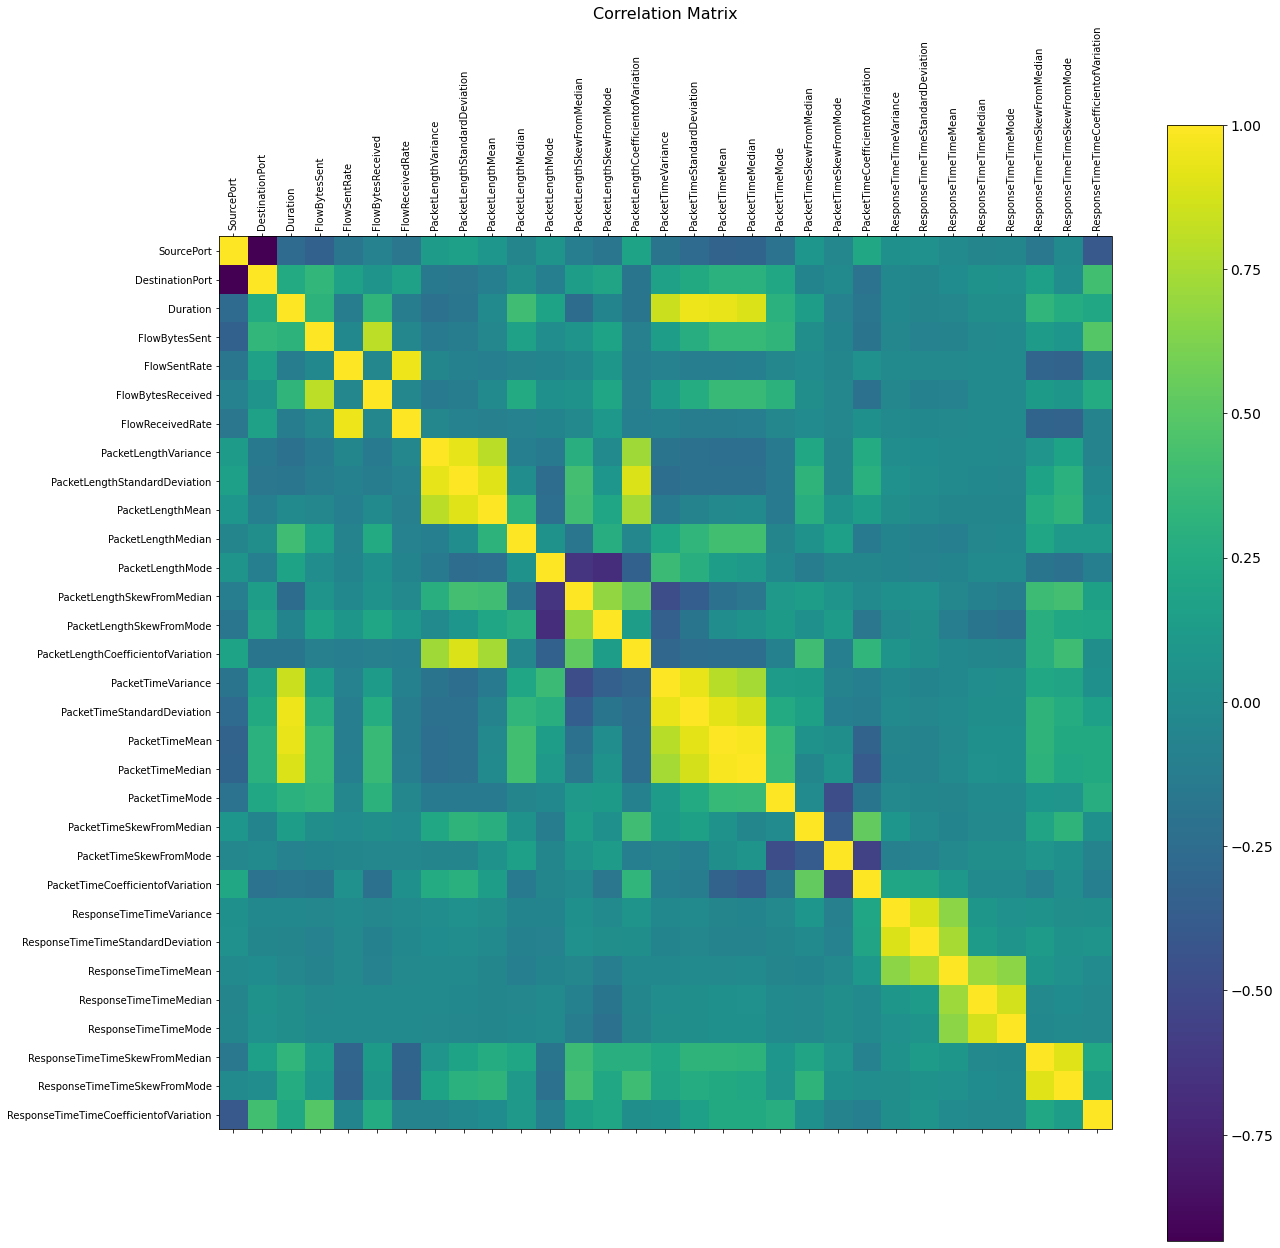 Correlation Matrix
SourcePort
DestinationPort
Duration
FlowBytesSent
FlowSentRate
FlowBytesReceived
FlowReceivedRate
PacketLengthVariance
PacketLengthStandardDeviation
PacketLengthMean
PacketLengthMedian
PacketLengthMode
PacketLengthSkewFromMedian
PacketLengthSkewFromMode
PacketLengthCoefficientofVariation
PacketTimeVariance
PacketTimeStandardDeviation
PacketTimeMean
PacketTimeMedian
PacketTimeMode
PacketTimeSkewFromMedian
PacketTimeSkewFromMode
PacketTimeCoefficientofVariation
ResponseTimeTimeVariance
ResponseTimeTimeStandardDeviation
ResponseTimeTimeMean
ResponseTimeTimeMedian
ResponseTimeTimeMode
ResponseTimeTimeSkewFromMedian
ResponseTimeTimeSkewFromMode
ResponseTimeTimeCoefficientofVariation
SourcePort
DestinationPort
Duration
FlowBytesSent
FlowSentRate
FlowBytesReceived
FlowReceivedRate
PacketLengthVariance
PacketLengthStandardDeviation
PacketLengthMean
PacketLengthMedian
PacketLengthMode
PacketLengthSkewFromMedian
PacketLengthSkewFromMode
PacketLengthCoefficientofVariation
PacketTimeVariance
PacketTimeStandardDeviation
PacketTimeMean
PacketTimeMedian
PacketTimeMode
PacketTimeSkewFromMedian
PacketTimeSkewFromMode
PacketTimeCoefficientofVariation
ResponseTimeTimeVariance
ResponseTimeTimeStandardDeviation
ResponseTimeTimeMean
ResponseTimeTimeMedian
ResponseTimeTimeMode
ResponseTimeTimeSkewFromMedian
ResponseTimeTimeSkewFromMode
ResponseTimeTimeCoefficientofVariation
1.00
0.75
0.50
0.25
0.00
−0.25
−0.50
−0.75